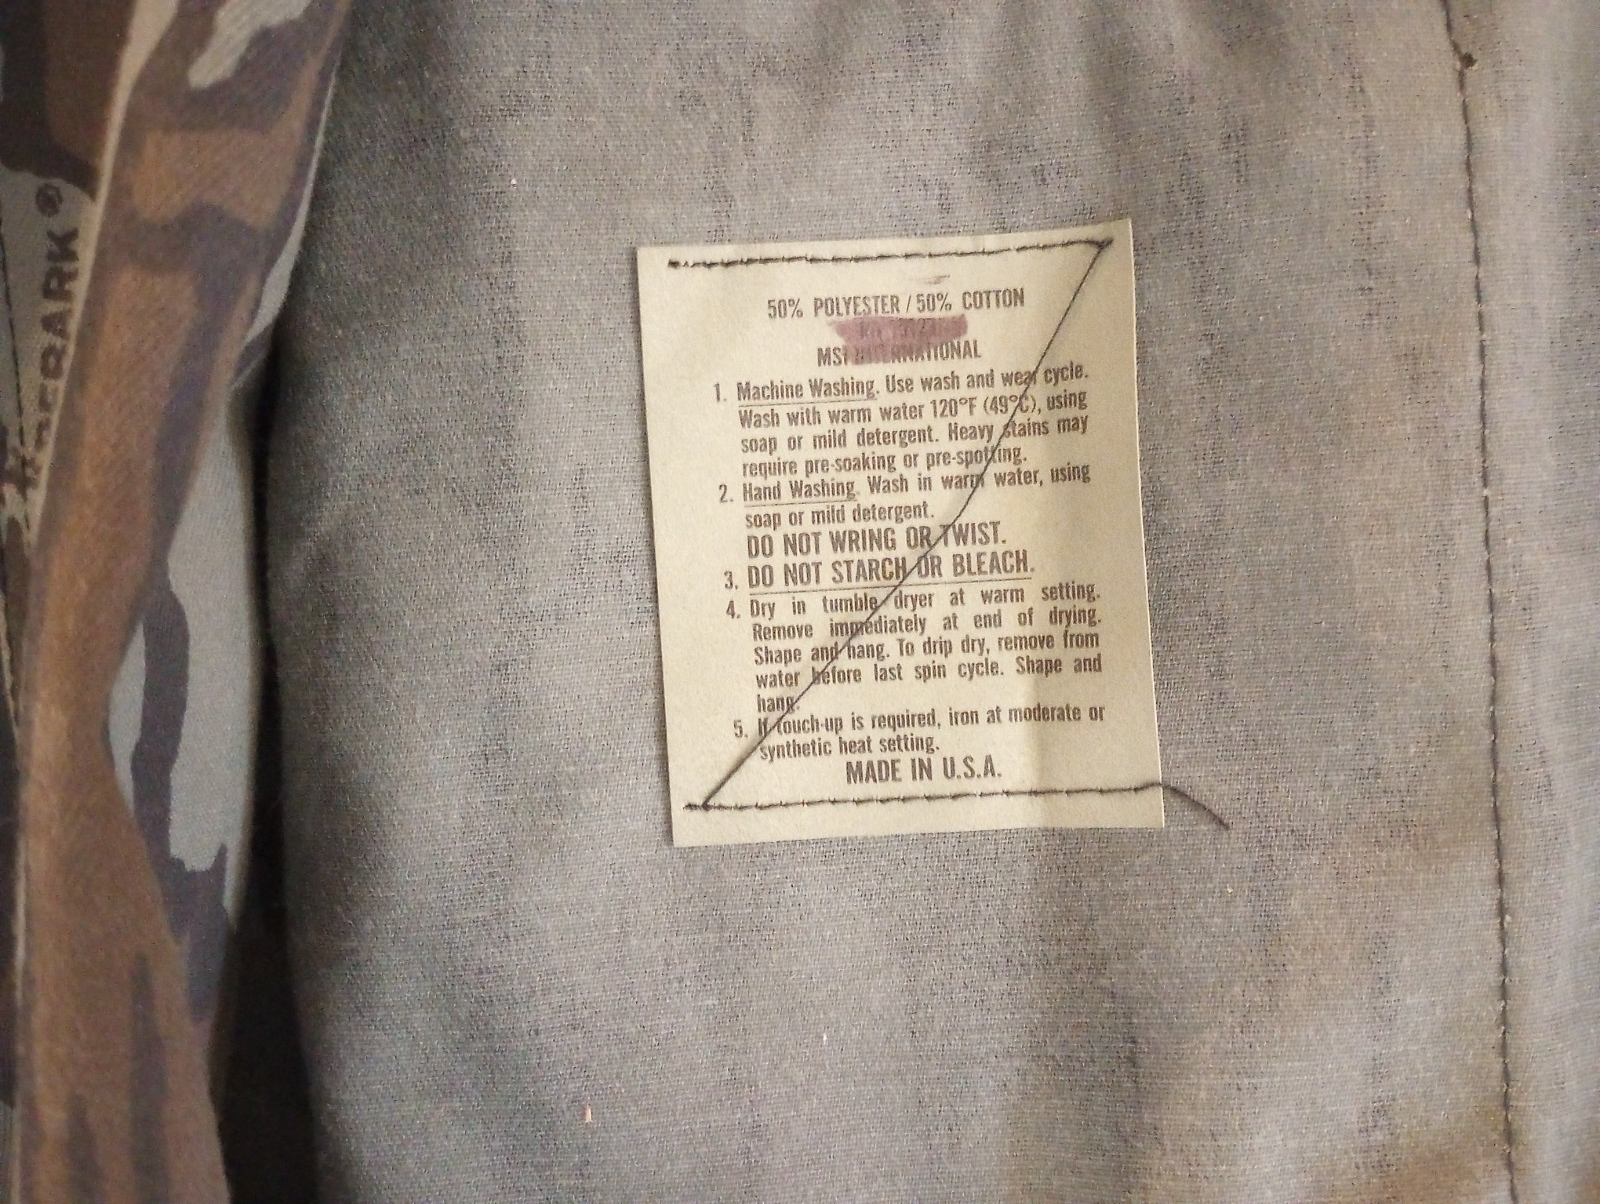 50% POLYESTER / 50% COTTON
RN
MSI INTERNATIONAL
1. Machine Washing. Use wash and wear cycle.
Wash with warm water 120°F (49°C), using
soap or mild detergent. Heavy stains may
require pre-soaking or pre-spotting.
2. Hand Washing. Wash in warm water, using
soap or mild detergent.
DO NOT WRING OR TWIST.
3. DO NOT STARCH OR BLEACH.
4. Dry in tumble dryer at warm setting.
Remove immediately at end of drying.
Shape and hang. To drip dry, remove from
water before last spin cycle. Shape and
hang.
5. If touch-up is required, iron at moderate or
synthetic heat setting.
MADE IN U.S.A.